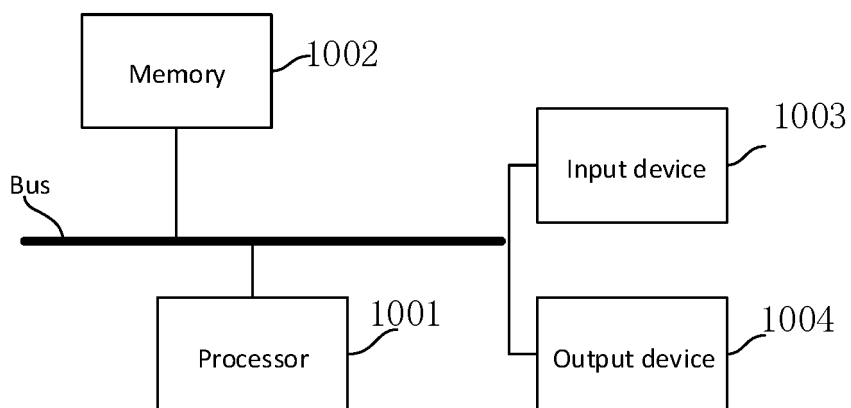 Memory
1002
1003
Input device
Bus
1001
Processor
1004
Output device